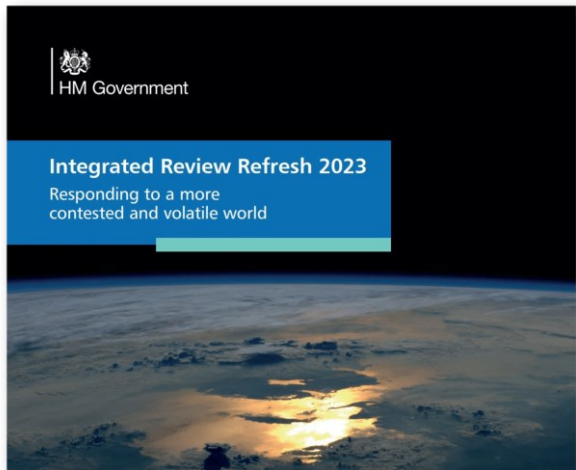 HM Government
Integrated Review Refresh 2023
Responding to a more
contested and volatile world